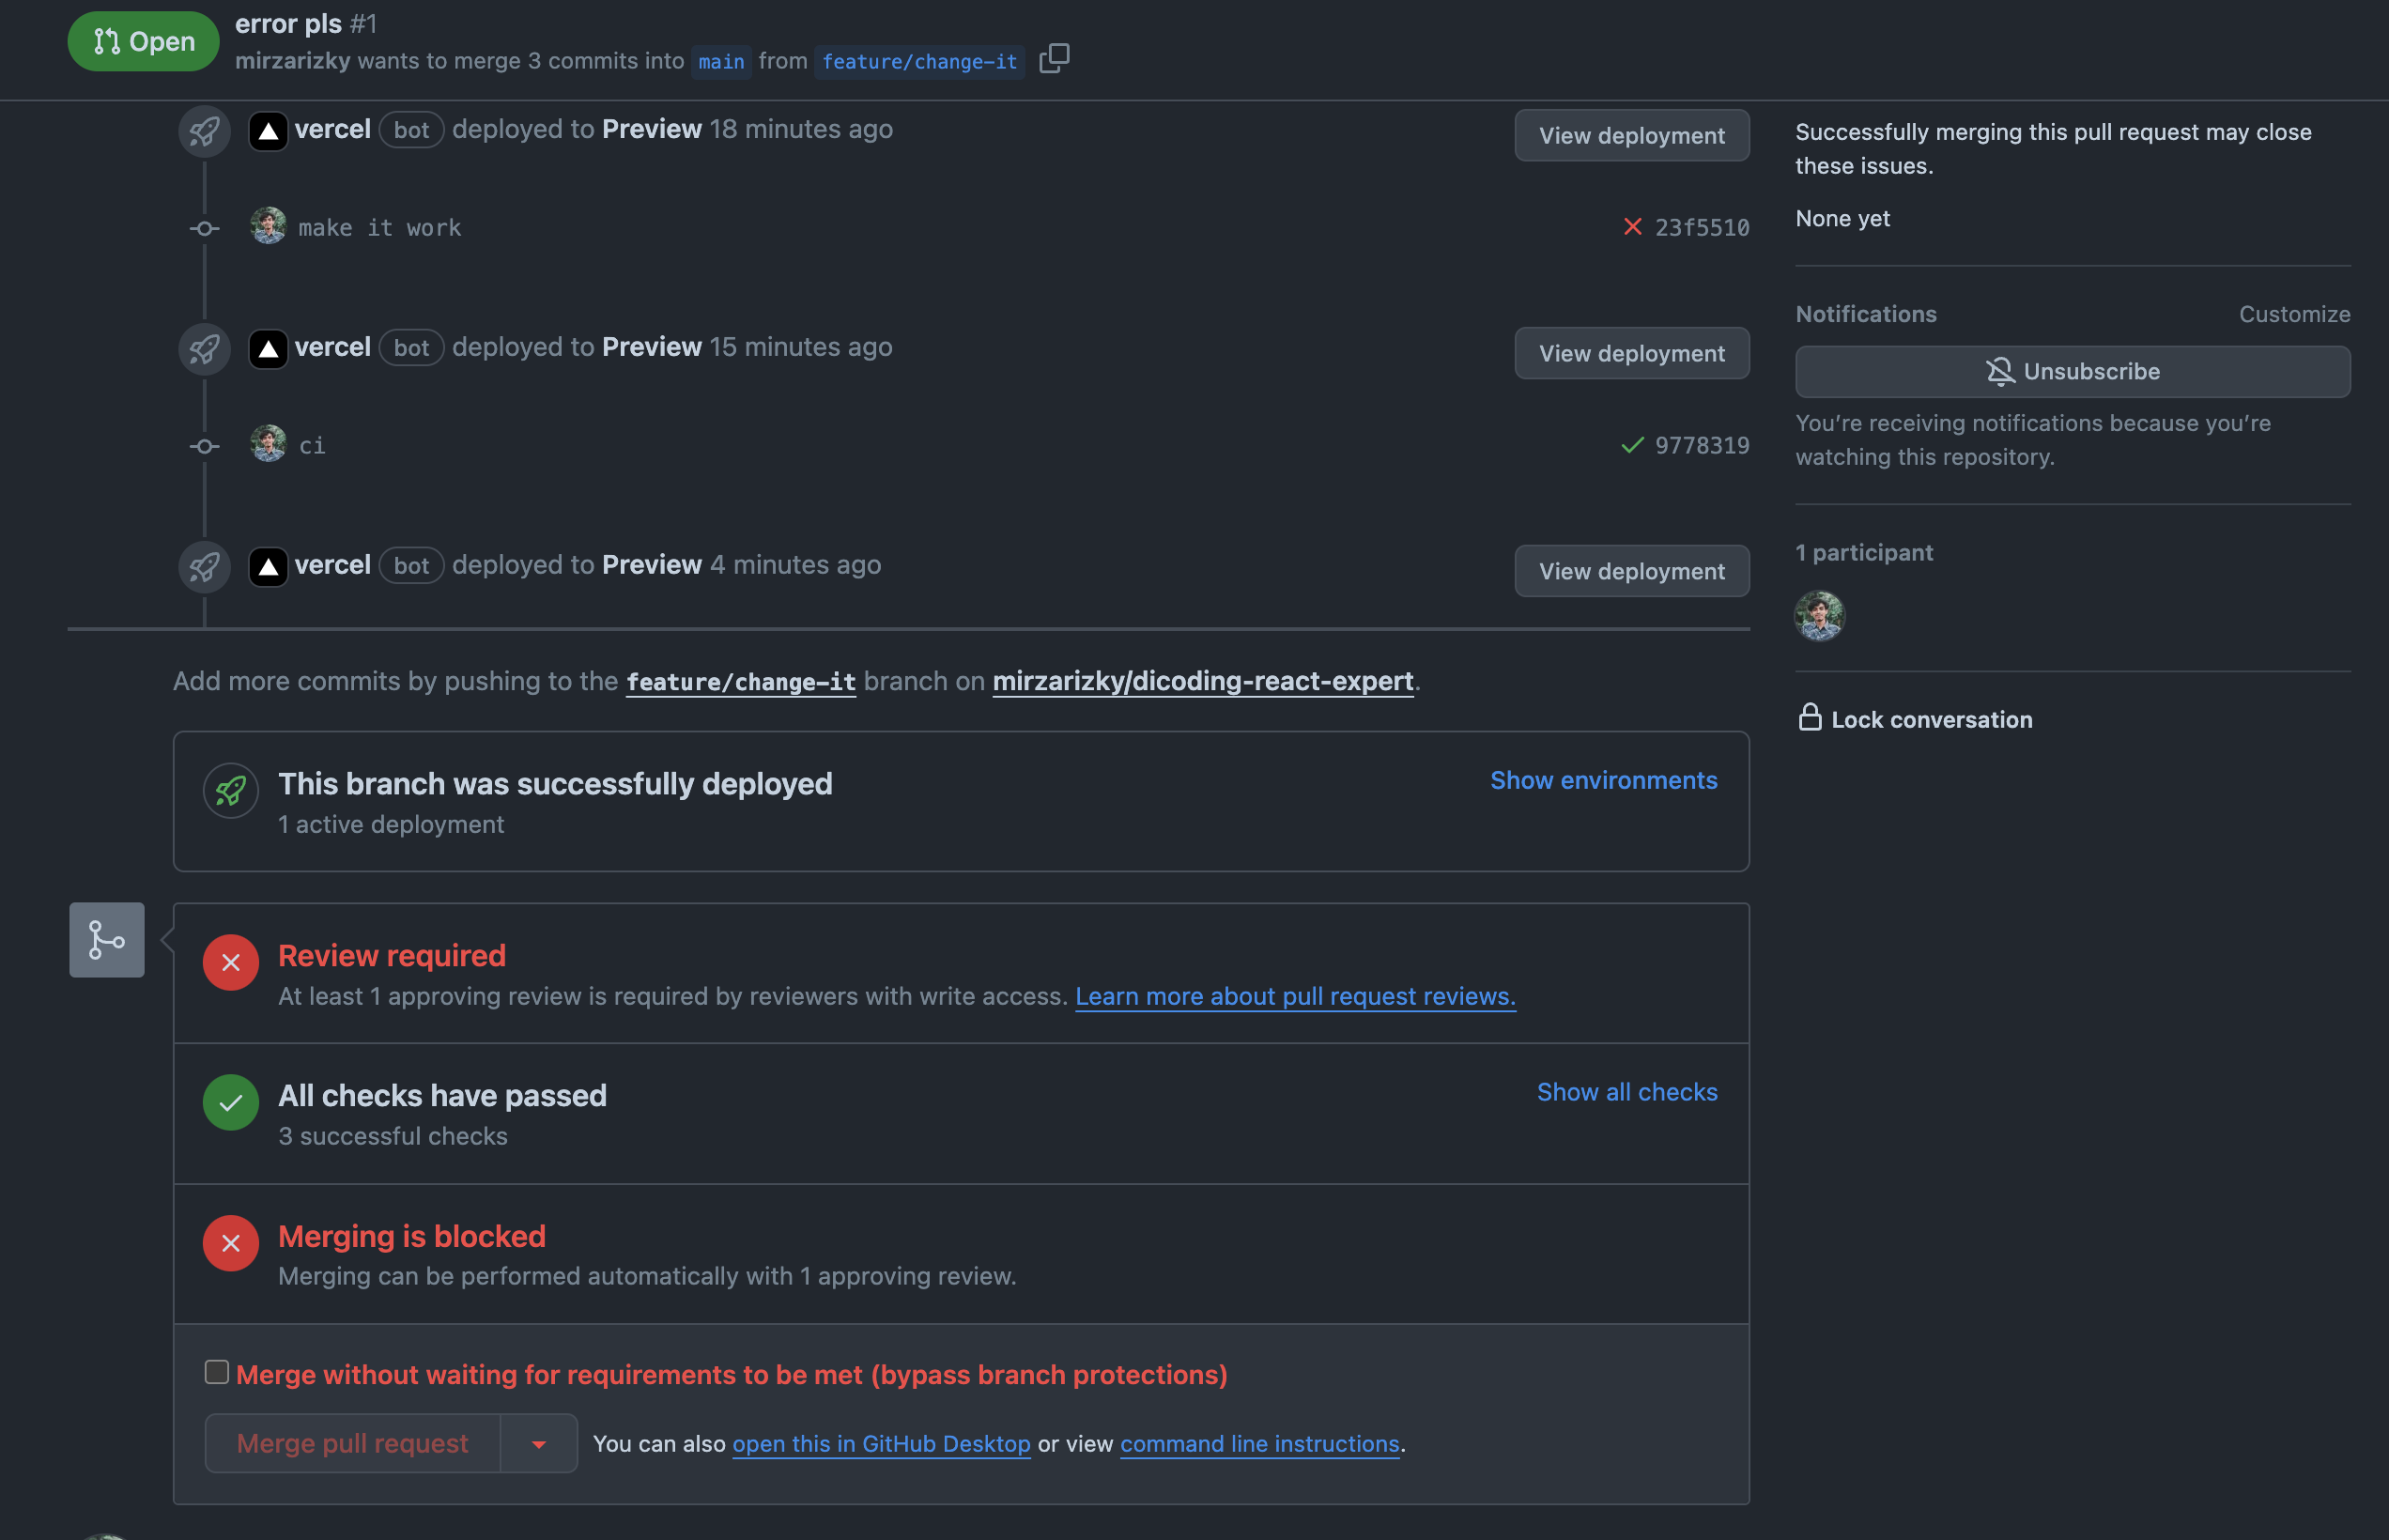 Open
error pls #1
mirzarizky wants to merge 3 commits into main from feature/change-it
vercel bot deployed to Preview 18 minutes ago
View deployment
make it work
23f5510
vercel bot deployed to Preview 15 minutes ago
View deployment
ci
9778319
vercel bot deployed to Preview 4 minutes ago
View deployment
Add more commits by pushing to the feature/change-it branch on mirzarizky/dicoding-react-expert.
This branch was successfully deployed
1 active deployment
Show environments
Review required
At least 1 approving review is required by reviewers with write access. Learn more about pull request reviews.
All checks have passed
3 successful checks
Show all checks
Merging is blocked
Merging can be performed automatically with 1 approving review.
Merge without waiting for requirements to be met (bypass branch protections)
Merge pull request
You can also open this in GitHub Desktop or view command line instructions.
Successfully merging this pull request may close
these issues.
None yet
Notifications
Customize
Unsubscribe
You’re receiving notifications because you’re
watching this repository.
1 participant
Lock conversation